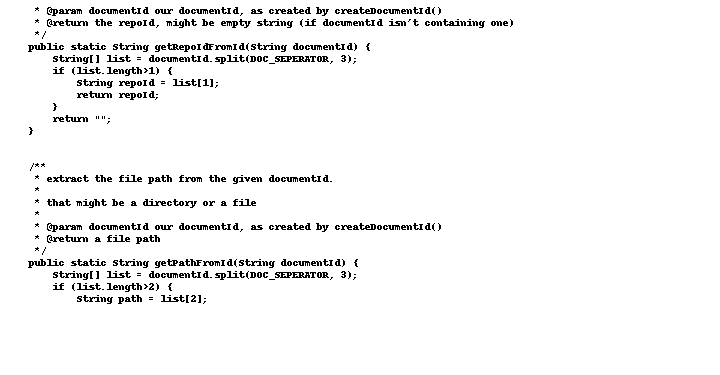 * @param documentId our documentId, as created by createDocumentId()
* @return the repoId, might be empty string (if documentId isn't containing one)
*/
public static String getRepoIdFromId(String documentId) {
String[] list = documentId.split(DOC_SEPERATOR, 3);
if (list.length>1) {
String repoId = list[1];
return repoId;
}
return "";
}
/**
* extract the file path from the given documentId.
*
* that might be a directory or a file
*
* @param documentId our documentId, as created by createDocumentId()
* @return a file path
*/
public static String getPathFromId(String documentId) {
String[] list = documentId.split(DOC_SEPERATOR, 3);
if (list.length>2) {
String path = list[2];